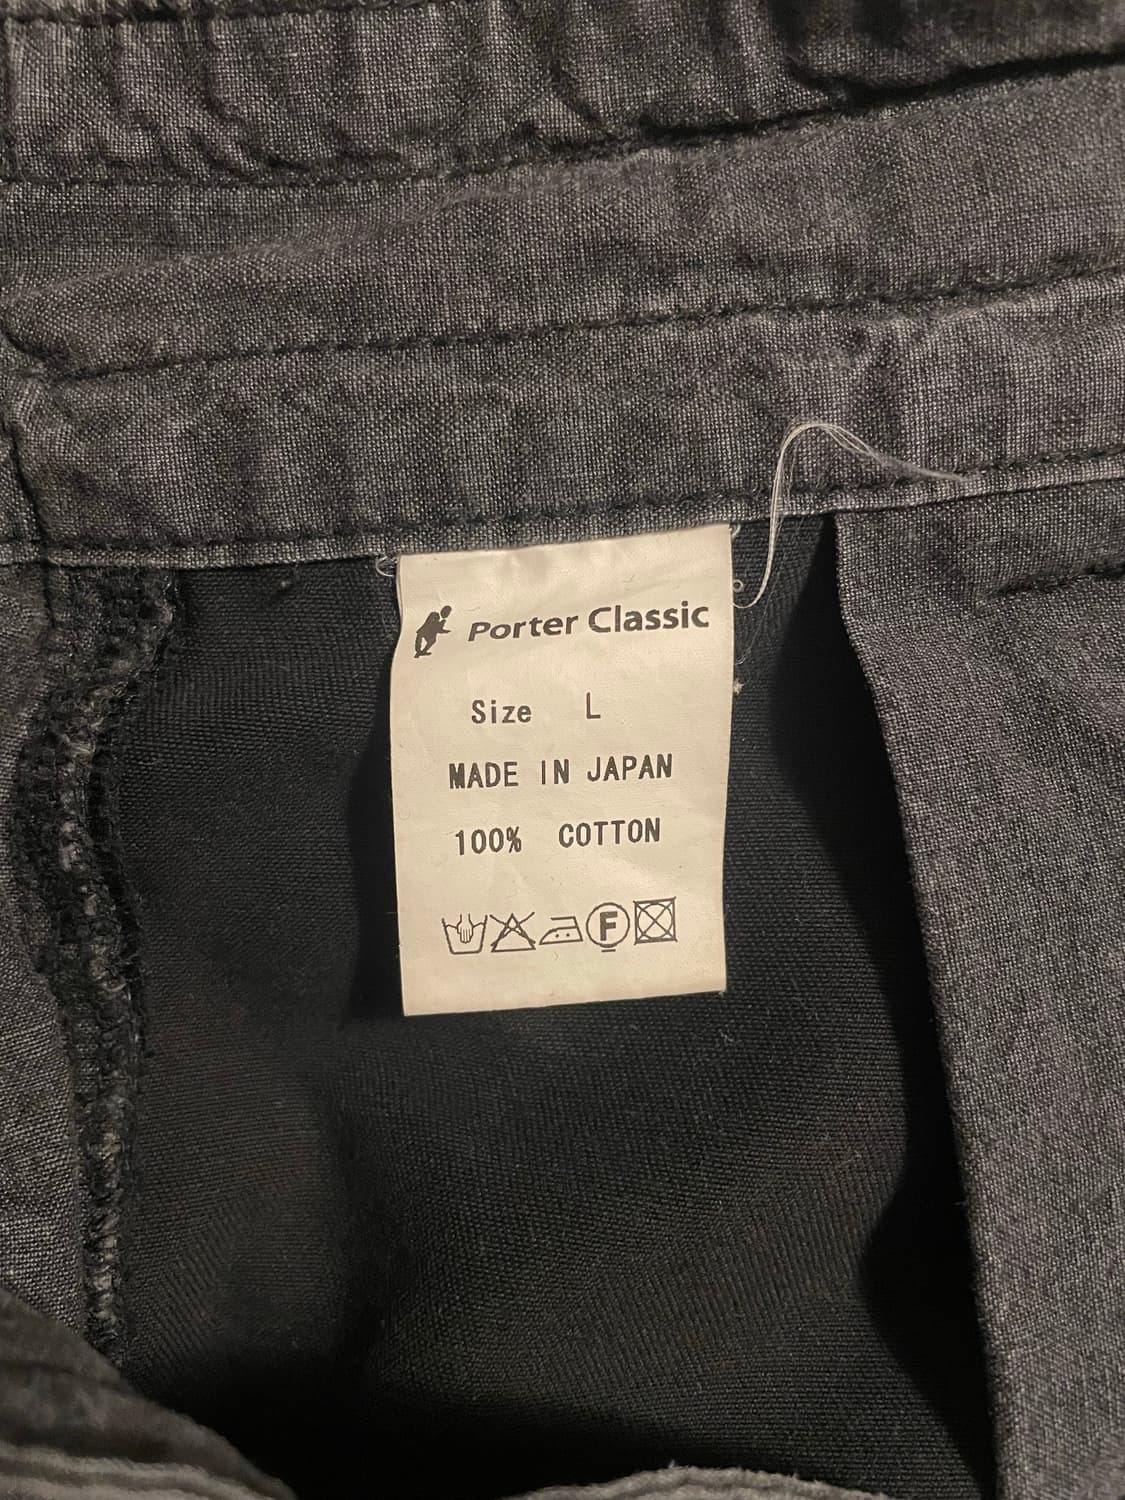 Porter Classic
Size L
MADE IN JAPAN
100% COTTON
F